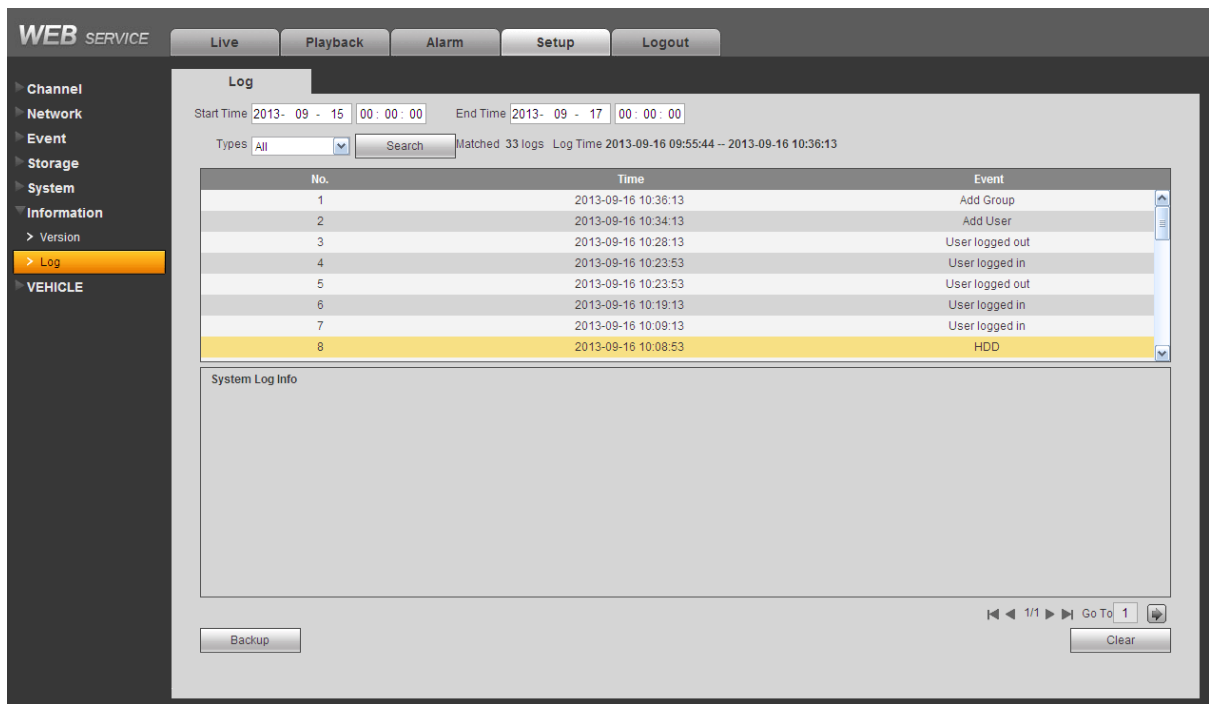 WEB SERVICE
Live Playback Alarm Setup Logout
Channel
Network
Event
Storage
System
Information
> Version
> Log
VEHICLE
Log
Start Time 2013- 09 - 15 00 : 00 : 00 End Time 2013- 09 - 17 00 : 00 : 00
Types All Search Matched 33 logs Log Time 2013-09-16 09:55:44 -- 2013-09-16 10:36:13
No. Time Event
1 2013-09-16 10:36:13 Add Group
2 2013-09-16 10:34:13 Add User
3 2013-09-16 10:28:13 User logged out
4 2013-09-16 10:23:53 User logged in
5 2013-09-16 10:23:53 User logged out
6 2013-09-16 10:19:13 User logged in
7 2013-09-16 10:09:13 User logged in
8 2013-09-16 10:08:53 HDD
System Log Info
1/1 Go To 1
Backup Clear